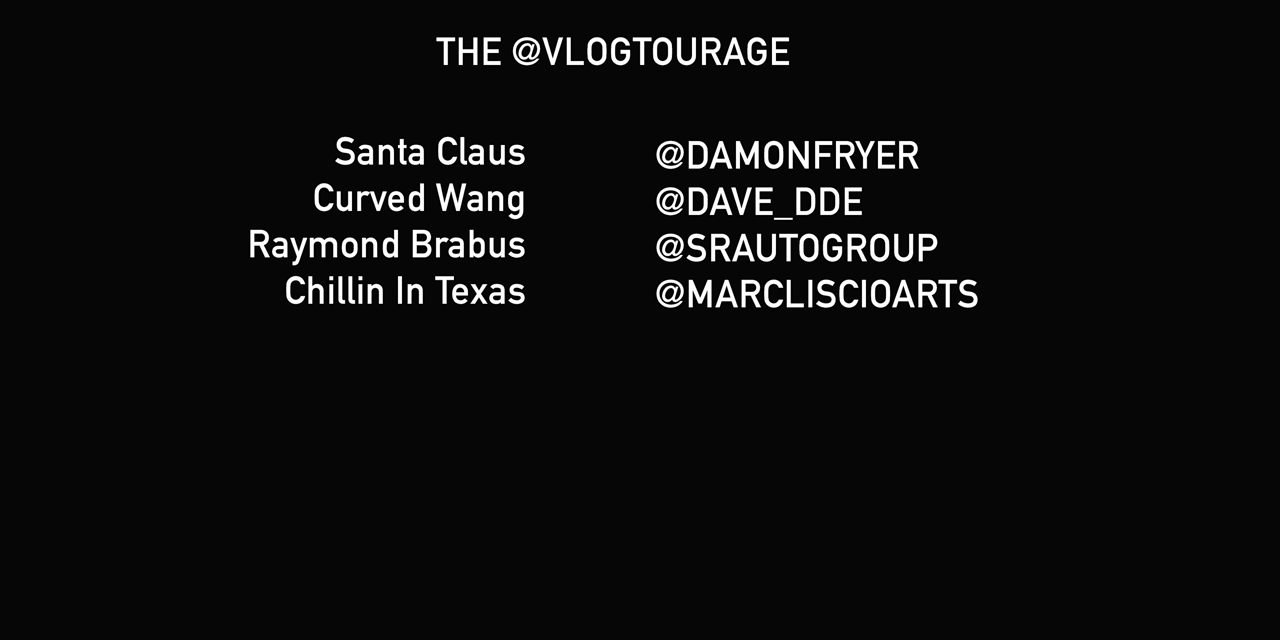 THE @VLOGTOURAGE
Santa Claus @DAMONFRYER
Curved Wang @DAVE_DDE
Raymond Brabus @SRAUTOGROUP
Chillin In Texas @MARCLISCIOARTS